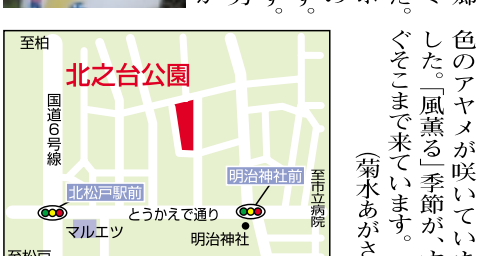 色のアヤメが咲いていま
した。「風薫る」季節が、す
ぐそこまで来ています。
（菊水あがさ
至柏
北之台公園
国道６号線
北松戸駅前
マルエツ
とうかえで通り
明治神社前
明治神社
至市立病院
至松戸